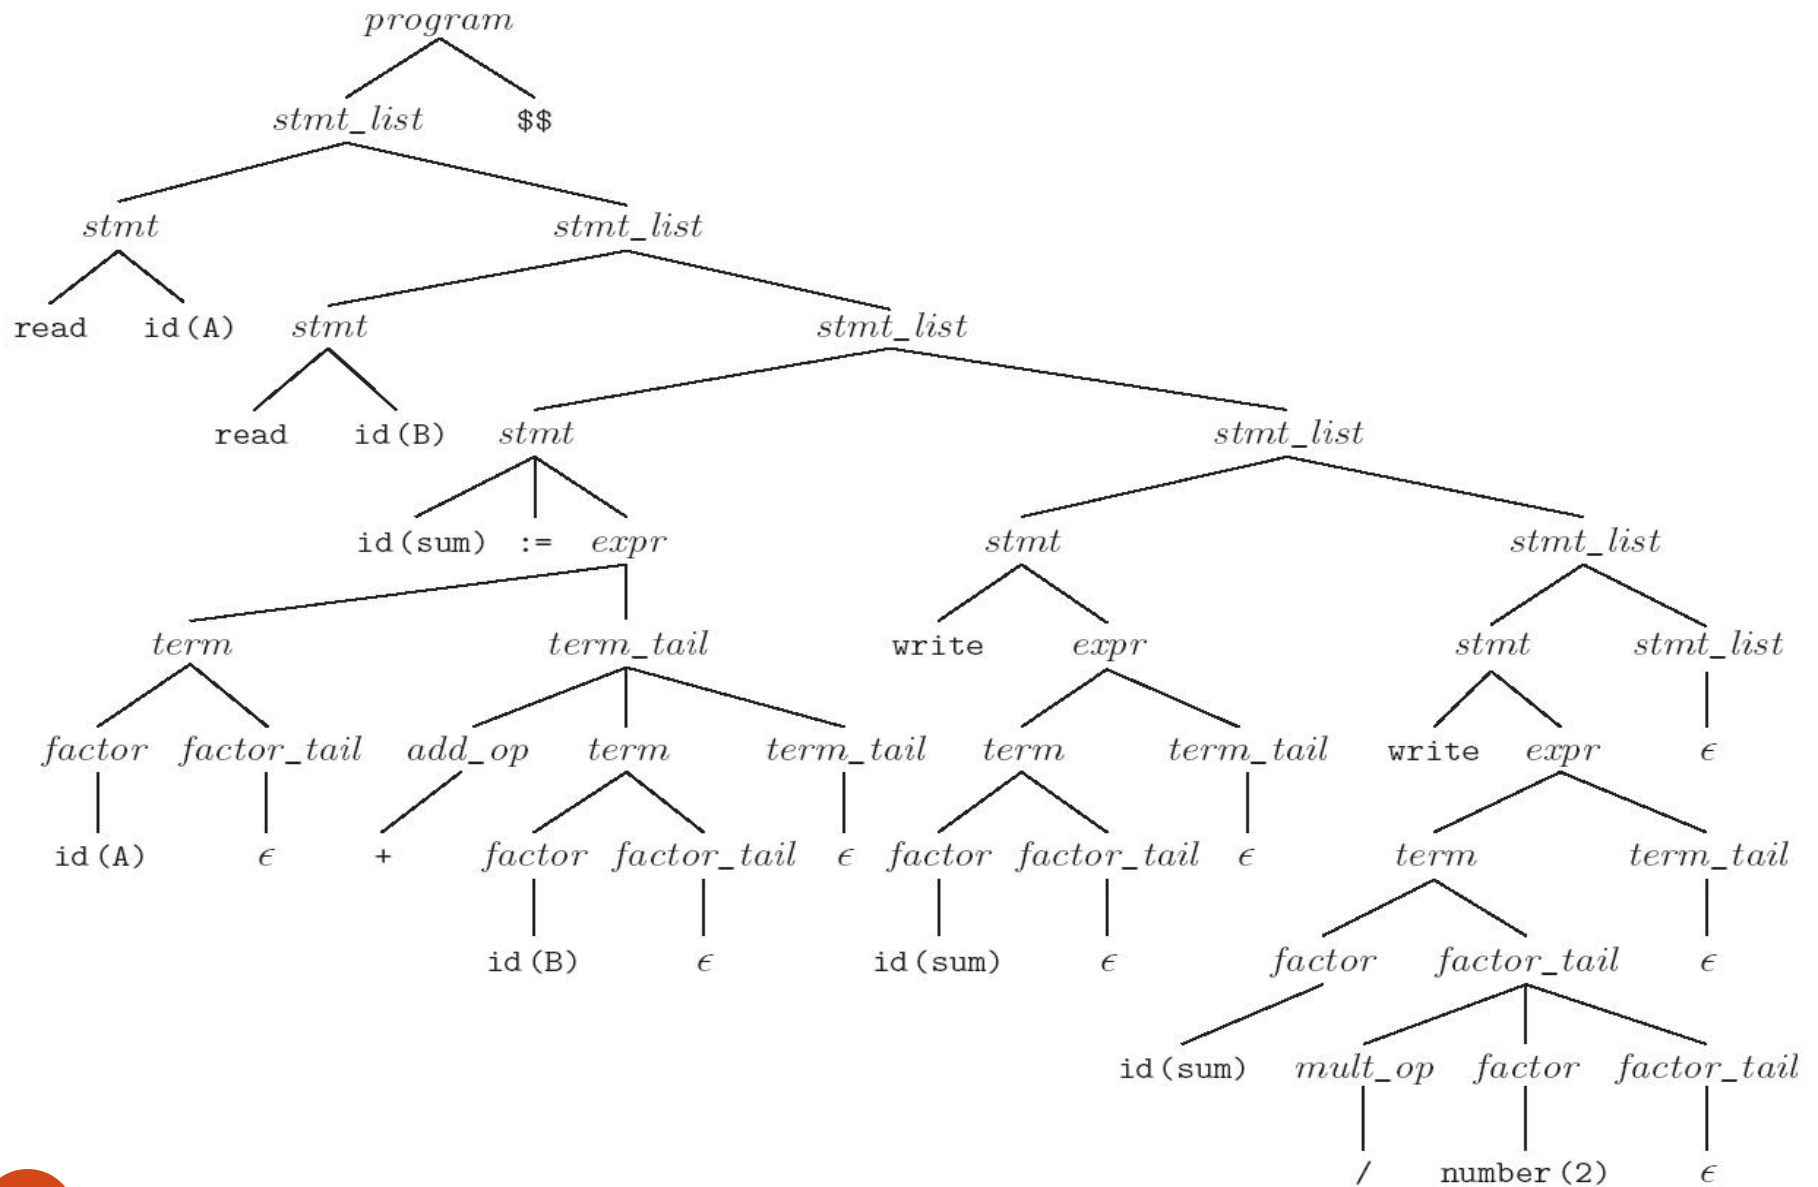 program
stmt_list $$
stmt stmt_list
read id(A) stmt stmt_list
read id(B) stmt stmt_list
id(sum) := expr stmt stmt_list
term term_tail write expr stmt stmt_list
factor factor_tail add_op term term_tail term term_tail write expr ϵ
id(A) ϵ + factor factor_tail ϵ factor factor_tail ϵ term term_tail
id(B) ϵ id(sum) ϵ factor factor_tail ϵ
id(sum) mult_op factor factor_tail
/ number(2) ϵ